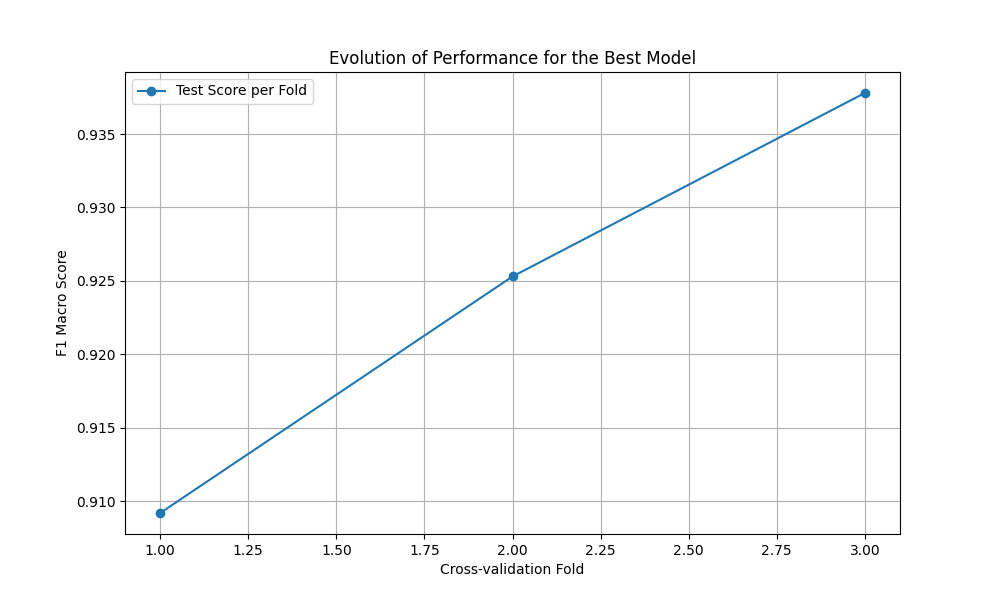 Evolution of Performance for the Best Model
Test Score per Fold
F1 Macro Score
0.935
0.930
0.925
0.920
0.915
0.910
1.00 1.25 1.50 1.75 2.00 2.25 2.50 2.75 3.00
Cross-validation Fold